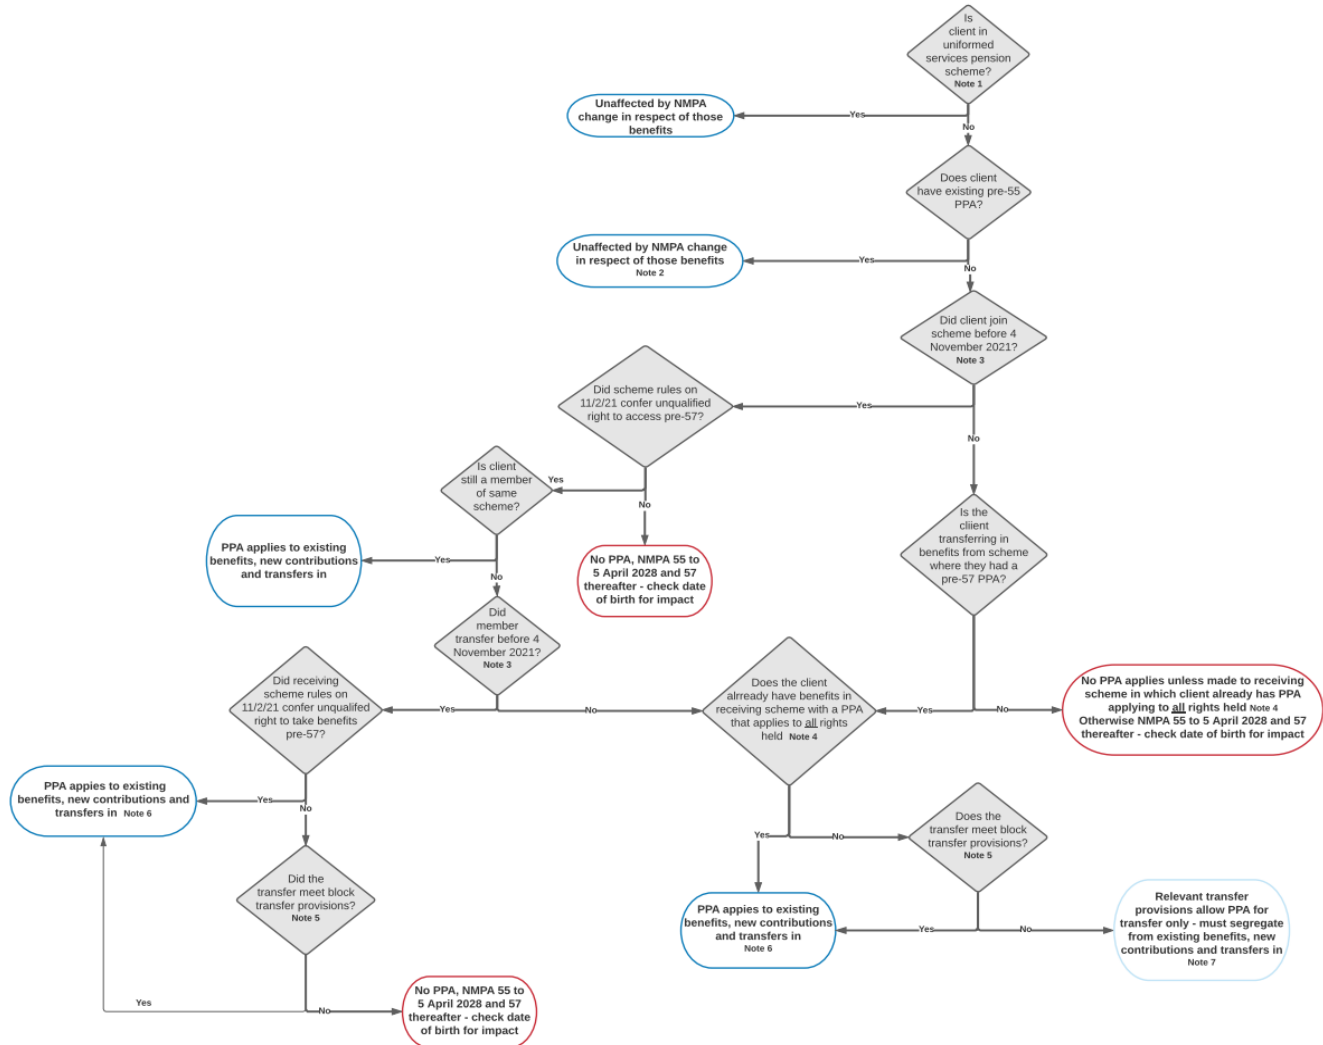 Is
client in
uniformed
services pension
scheme?
Note 1
Unaffected by NMPA
change in respect of those
benefits
Yes
No
Does client
have existing pre-55
PPA?
Unaffected by NMPA change
in respect of those benefits
Note 2
Yes
No
Did client join
scheme before 4
November 2021?
Note 3
Did scheme rules on
11/2/21 confer unqualified
right to access pre-57?
Yes
No
Is client
still a member
of same
scheme?
Yes
No
Is the
cliient
transferring in
benefits from scheme
where they had a
pre-57 PPA?
PPA applies to existing
benefits, new contributions
and transfers in
Yes
No
No PPA, NMPA 55 to
5 April 2028 and 57
thereafter - check date
of birth for impact
Did
member
transfer before 4
November 2021?
Note 3
Did receiving
scheme rules on
11/2/21 confer unqualifed
right to take benefits
pre-57?
Yes
No
Does the client
alrready have benefits in
receiving scheme with a PPA
that applies to all rights
held Note 4
Yes
No
No PPA applies unless made to receiving
scheme in which client already has PPA
applying to all rights held Note 4
Otherwise NMPA 55 to 5 April 2028 and 57
thereafter - check date of birth for impact
PPA appies to existing
benefits, new contributions and
transfers in Note 6
Yes
No
Yes
No
Does the
transfer meet block
transfer provisions?
Note 5
Did the
transfer meet block
transfer provisions?
Note 5
PPA appies to existing
benefits, new contributions
and transfers in
Note 6
Yes
No
Relevant transfer
provisions allow PPA for
transfer only - must segregate
from existing benefits, new
contributions and transfers in
Note 7
Yes
No
No PPA, NMPA 55 to
5 April 2028 and 57
thereafter - check date
of birth for impact